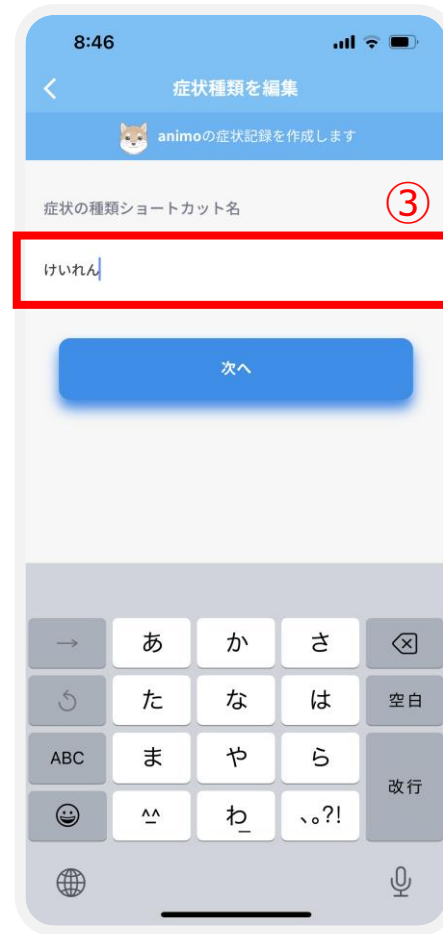 8:46
症状種類を編集
animoの症状記録を作成します
症状の種類ショートカット名
③
けいれん
次へ
→ あ か さ
た な は 空白
ABC ま や ら
改行
^^ わ_ 、。?!